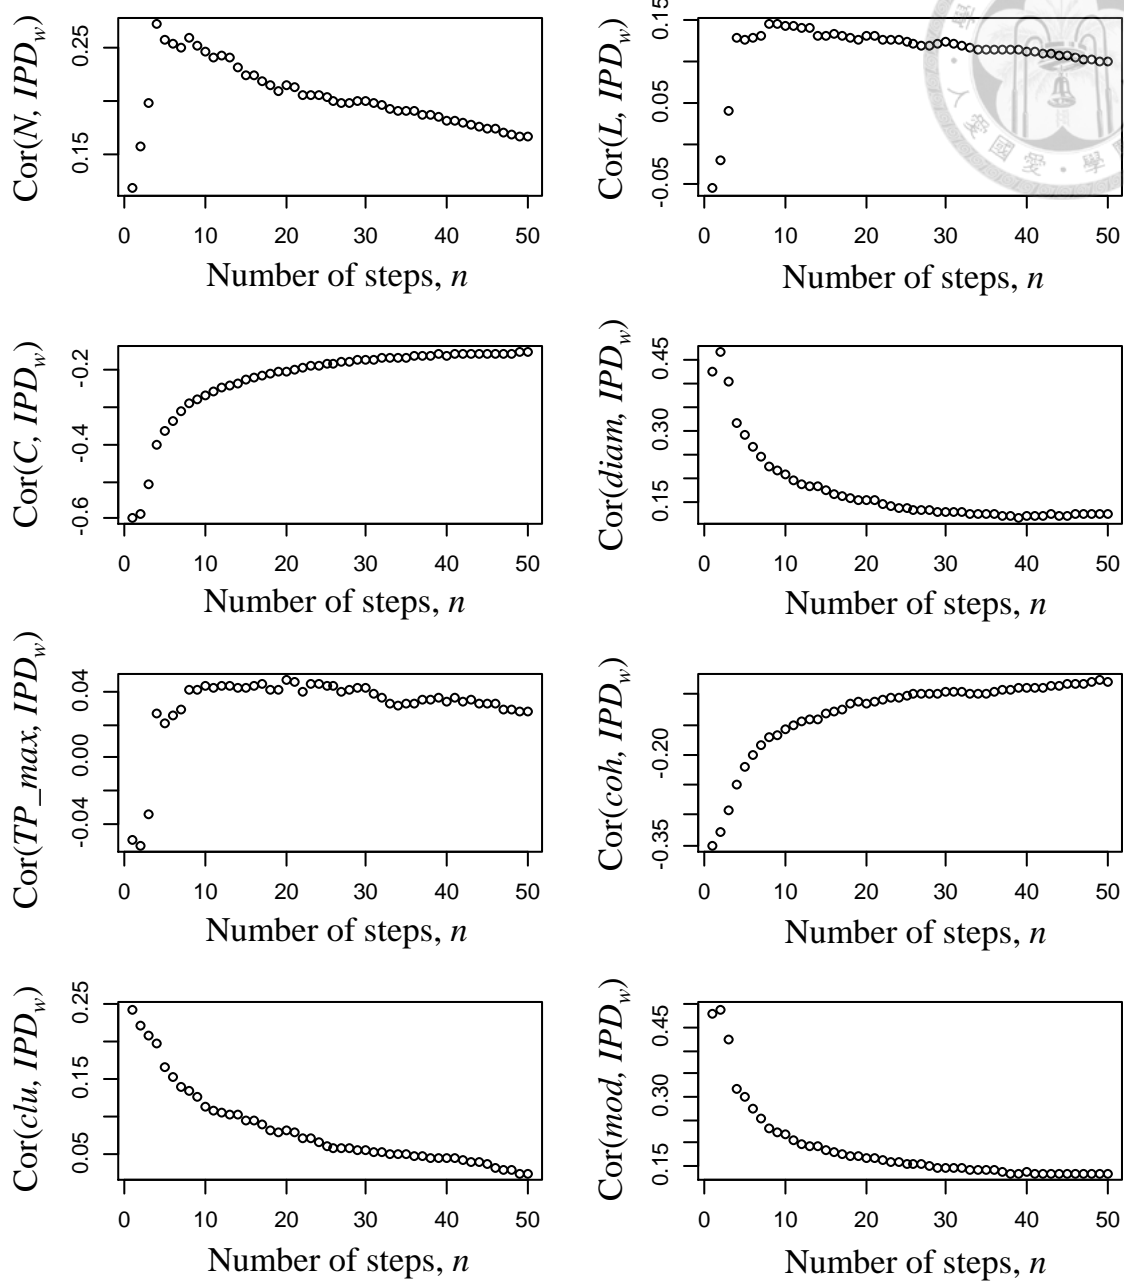 Cor(N, IPD_w)
0.15 0.25
0 10 20 30 40 50
Number of steps, n
Cor(L, IPD_w)
-0.05 0.05 0.15
0 10 20 30 40 50
Number of steps, n
Cor(C, IPD_w)
-0.6 -0.4 -0.2
0 10 20 30 40 50
Number of steps, n
Cor(diam, IPD_w)
0.15 0.30 0.45
0 10 20 30 40 50
Number of steps, n
Cor(TP_max, IPD_w)
-0.04 0.00 0.04
0 10 20 30 40 50
Number of steps, n
Cor(coh, IPD_w)
-0.35 -0.20
0 10 20 30 40 50
Number of steps, n
Cor(clu, IPD_w)
0.05 0.15 0.25
0 10 20 30 40 50
Number of steps, n
Cor(mod, IPD_w)
0.15 0.30 0.45
0 10 20 30 40 50
Number of steps, n
學
人愛國愛學